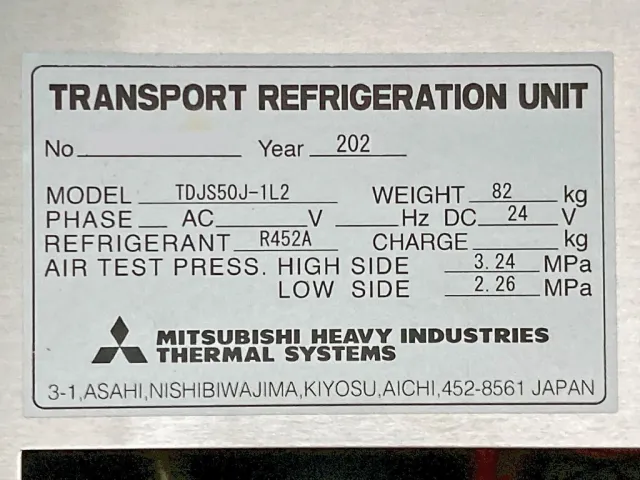 TRANSPORT REFRIGERATION UNIT
No Year 202
MODEL TDJS50J-1L2 WEIGHT 82 kg
PHASE AC V Hz DC 24 V
REFRIGERANT R452A CHARGE kg
AIR TEST PRESS. HIGH SIDE 3.24 MPa
LOW SIDE 2.26 MPa
MITSUBISHI HEAVY INDUSTRIES
THERMAL SYSTEMS
3-1,ASAHI,NISHIBIWAJIMA,KIYOSU,AICHI,452-8561 JAPAN